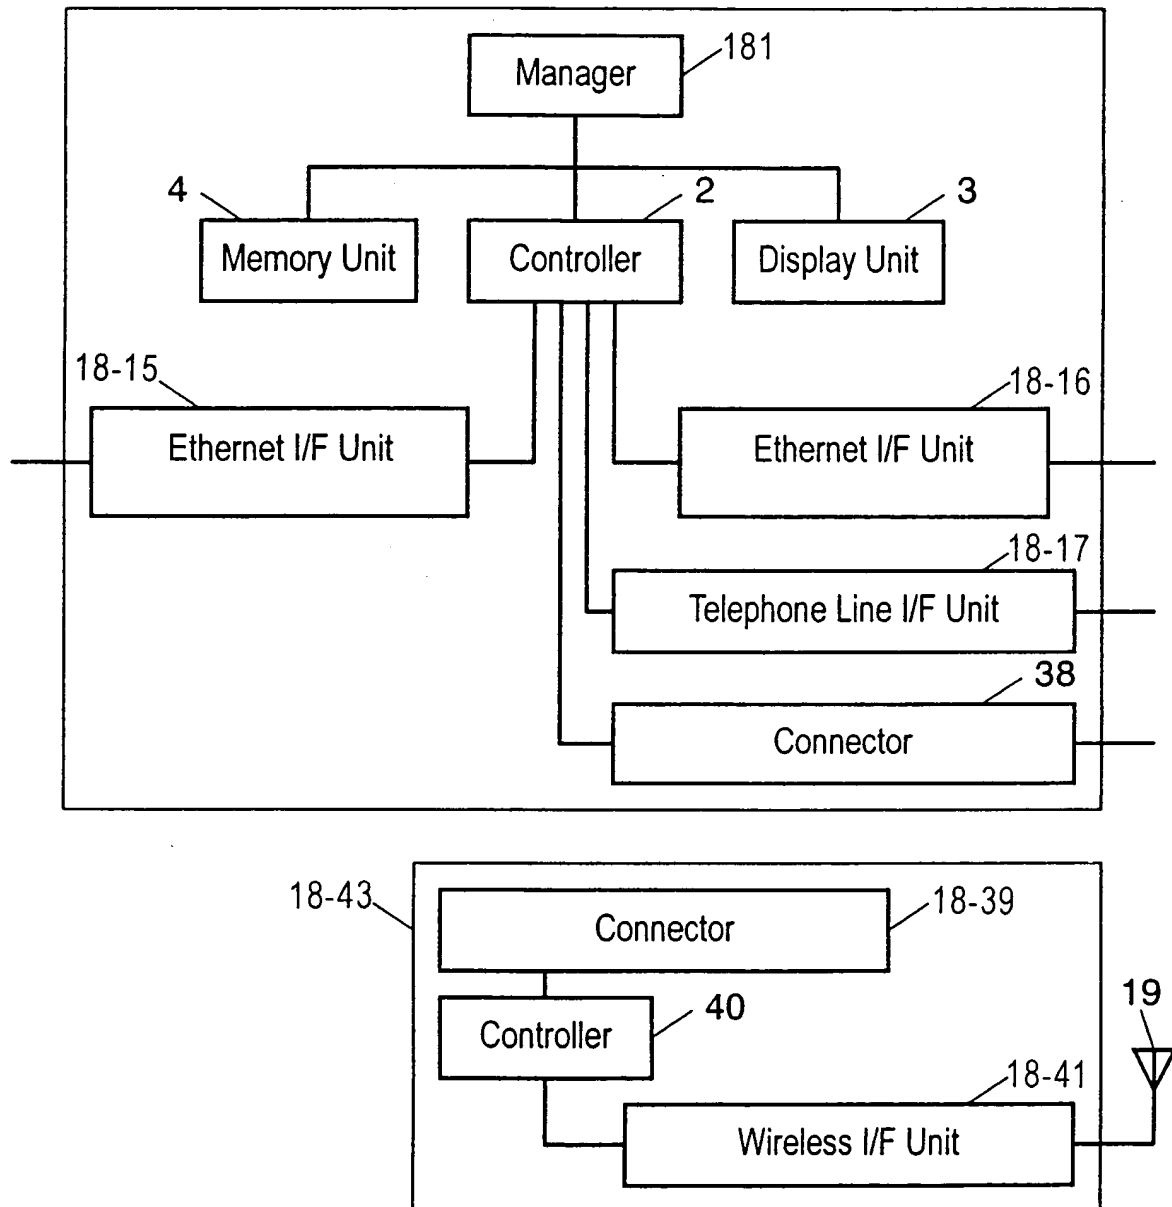 181
Manager
4
2
3
Memory Unit
Controller
Display Unit
18-15
18-16
Ethernet I/F Unit
Ethernet I/F Unit
18-17
Telephone Line I/F Unit
38
Connector
18-43
18-39
Connector
40
19
Controller
18-41
Wireless I/F Unit